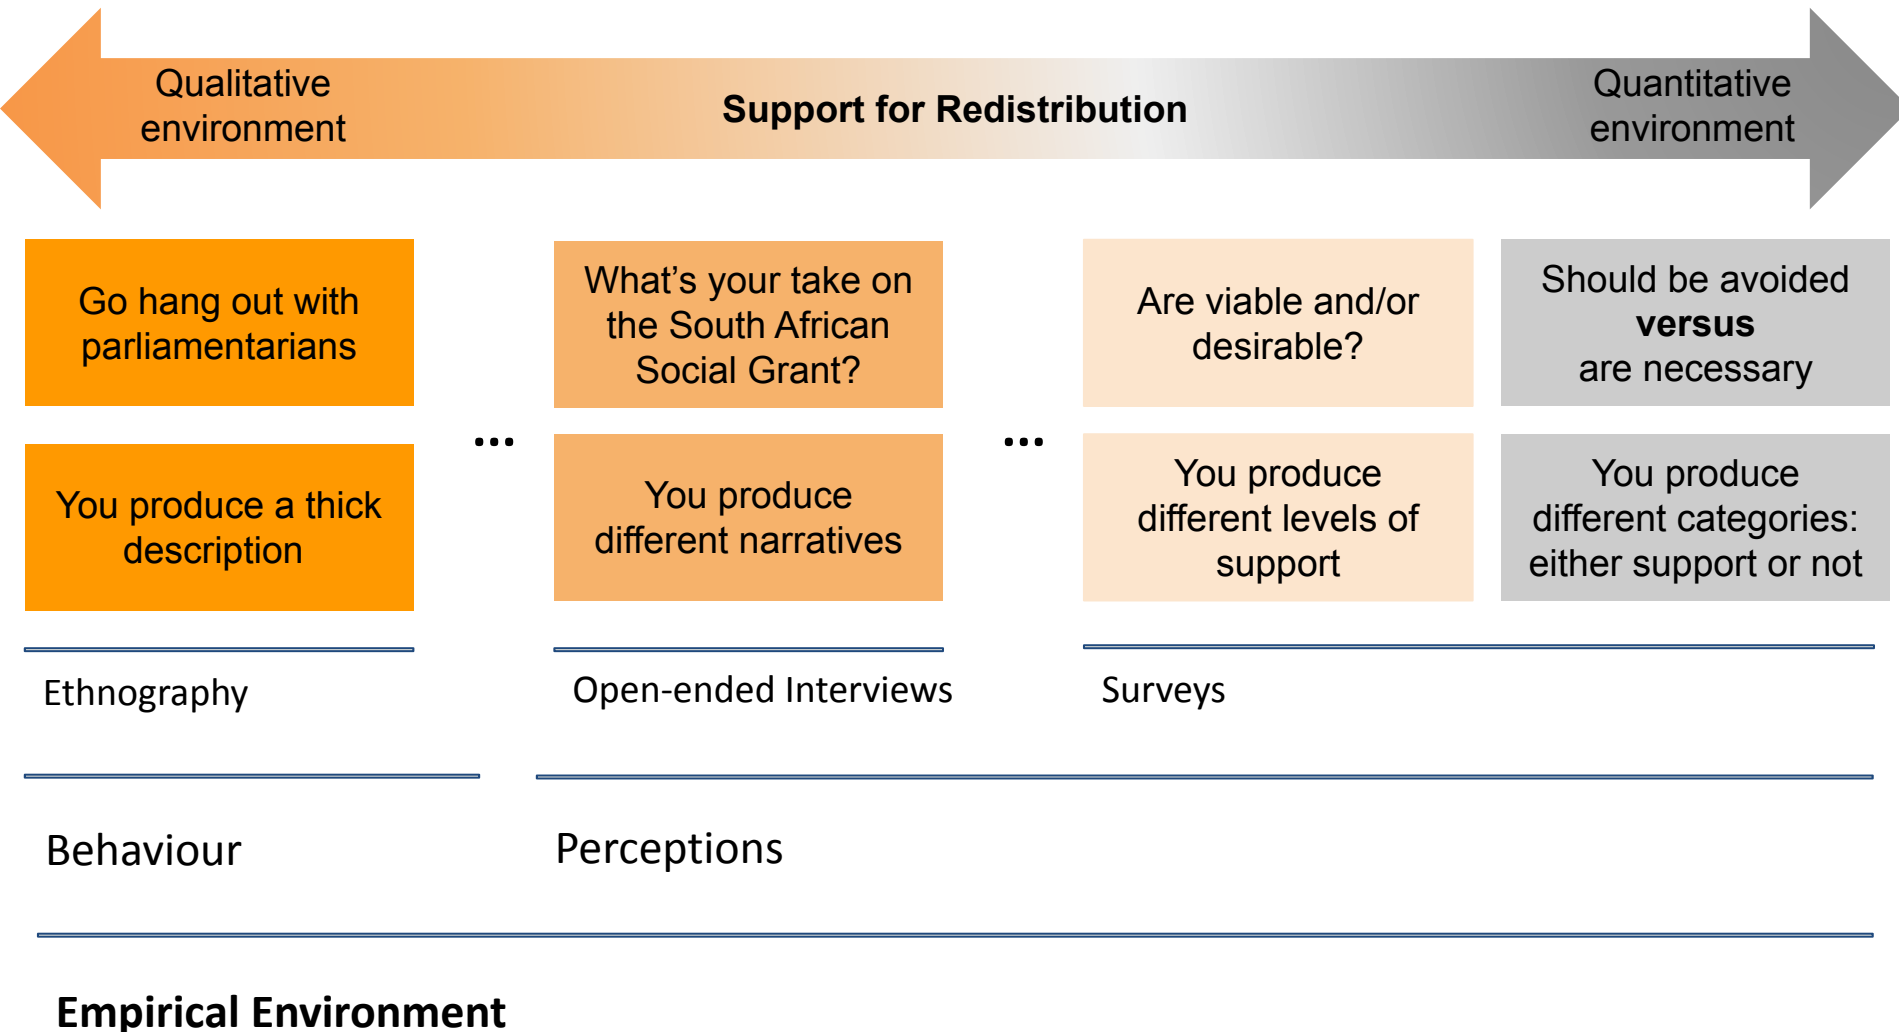 Qualitative
environment
Support for Redistribution
Quantitative
environment
Go hang out with
parliamentarians
What’s your take on
the South African
Social Grant?
Are viable and/or
desirable?
Should be avoided
versus
are necessary
...
...
You produce a thick
description
You produce
different narratives
You produce
different levels of
support
You produce
different categories:
either support or not
Ethnography
Open-ended Interviews
Surveys
Behaviour
Perceptions
Empirical Environment